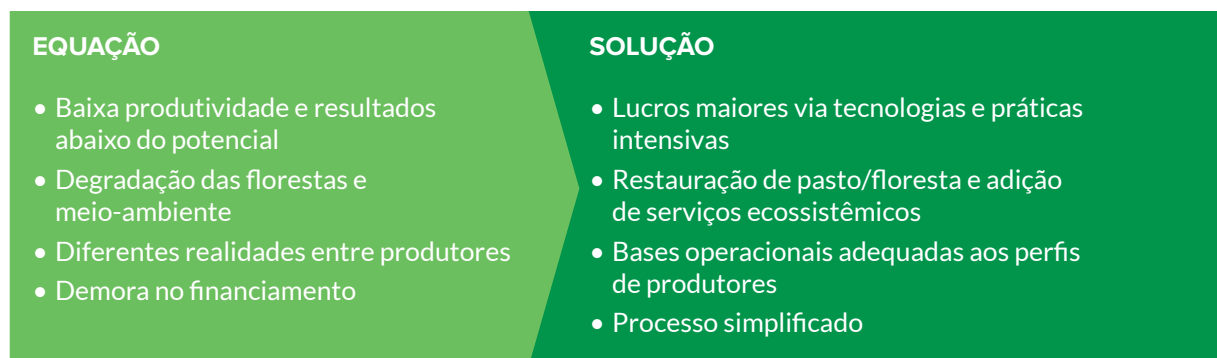 EQUAÇÃO
• Baixa produtividade e resultados
abaixo do potencial
• Degradação das florestas e
meio-ambiente
• Diferentes realidades entre produtores
• Demora no financiamento
SOLUÇÃO
• Lucros maiores via tecnologias e práticas
intensivas
• Restauração de pasto/floresta e adição
de serviços ecossistêmicos
• Bases operacionais adequadas aos perfis
de produtores
• Processo simplificado